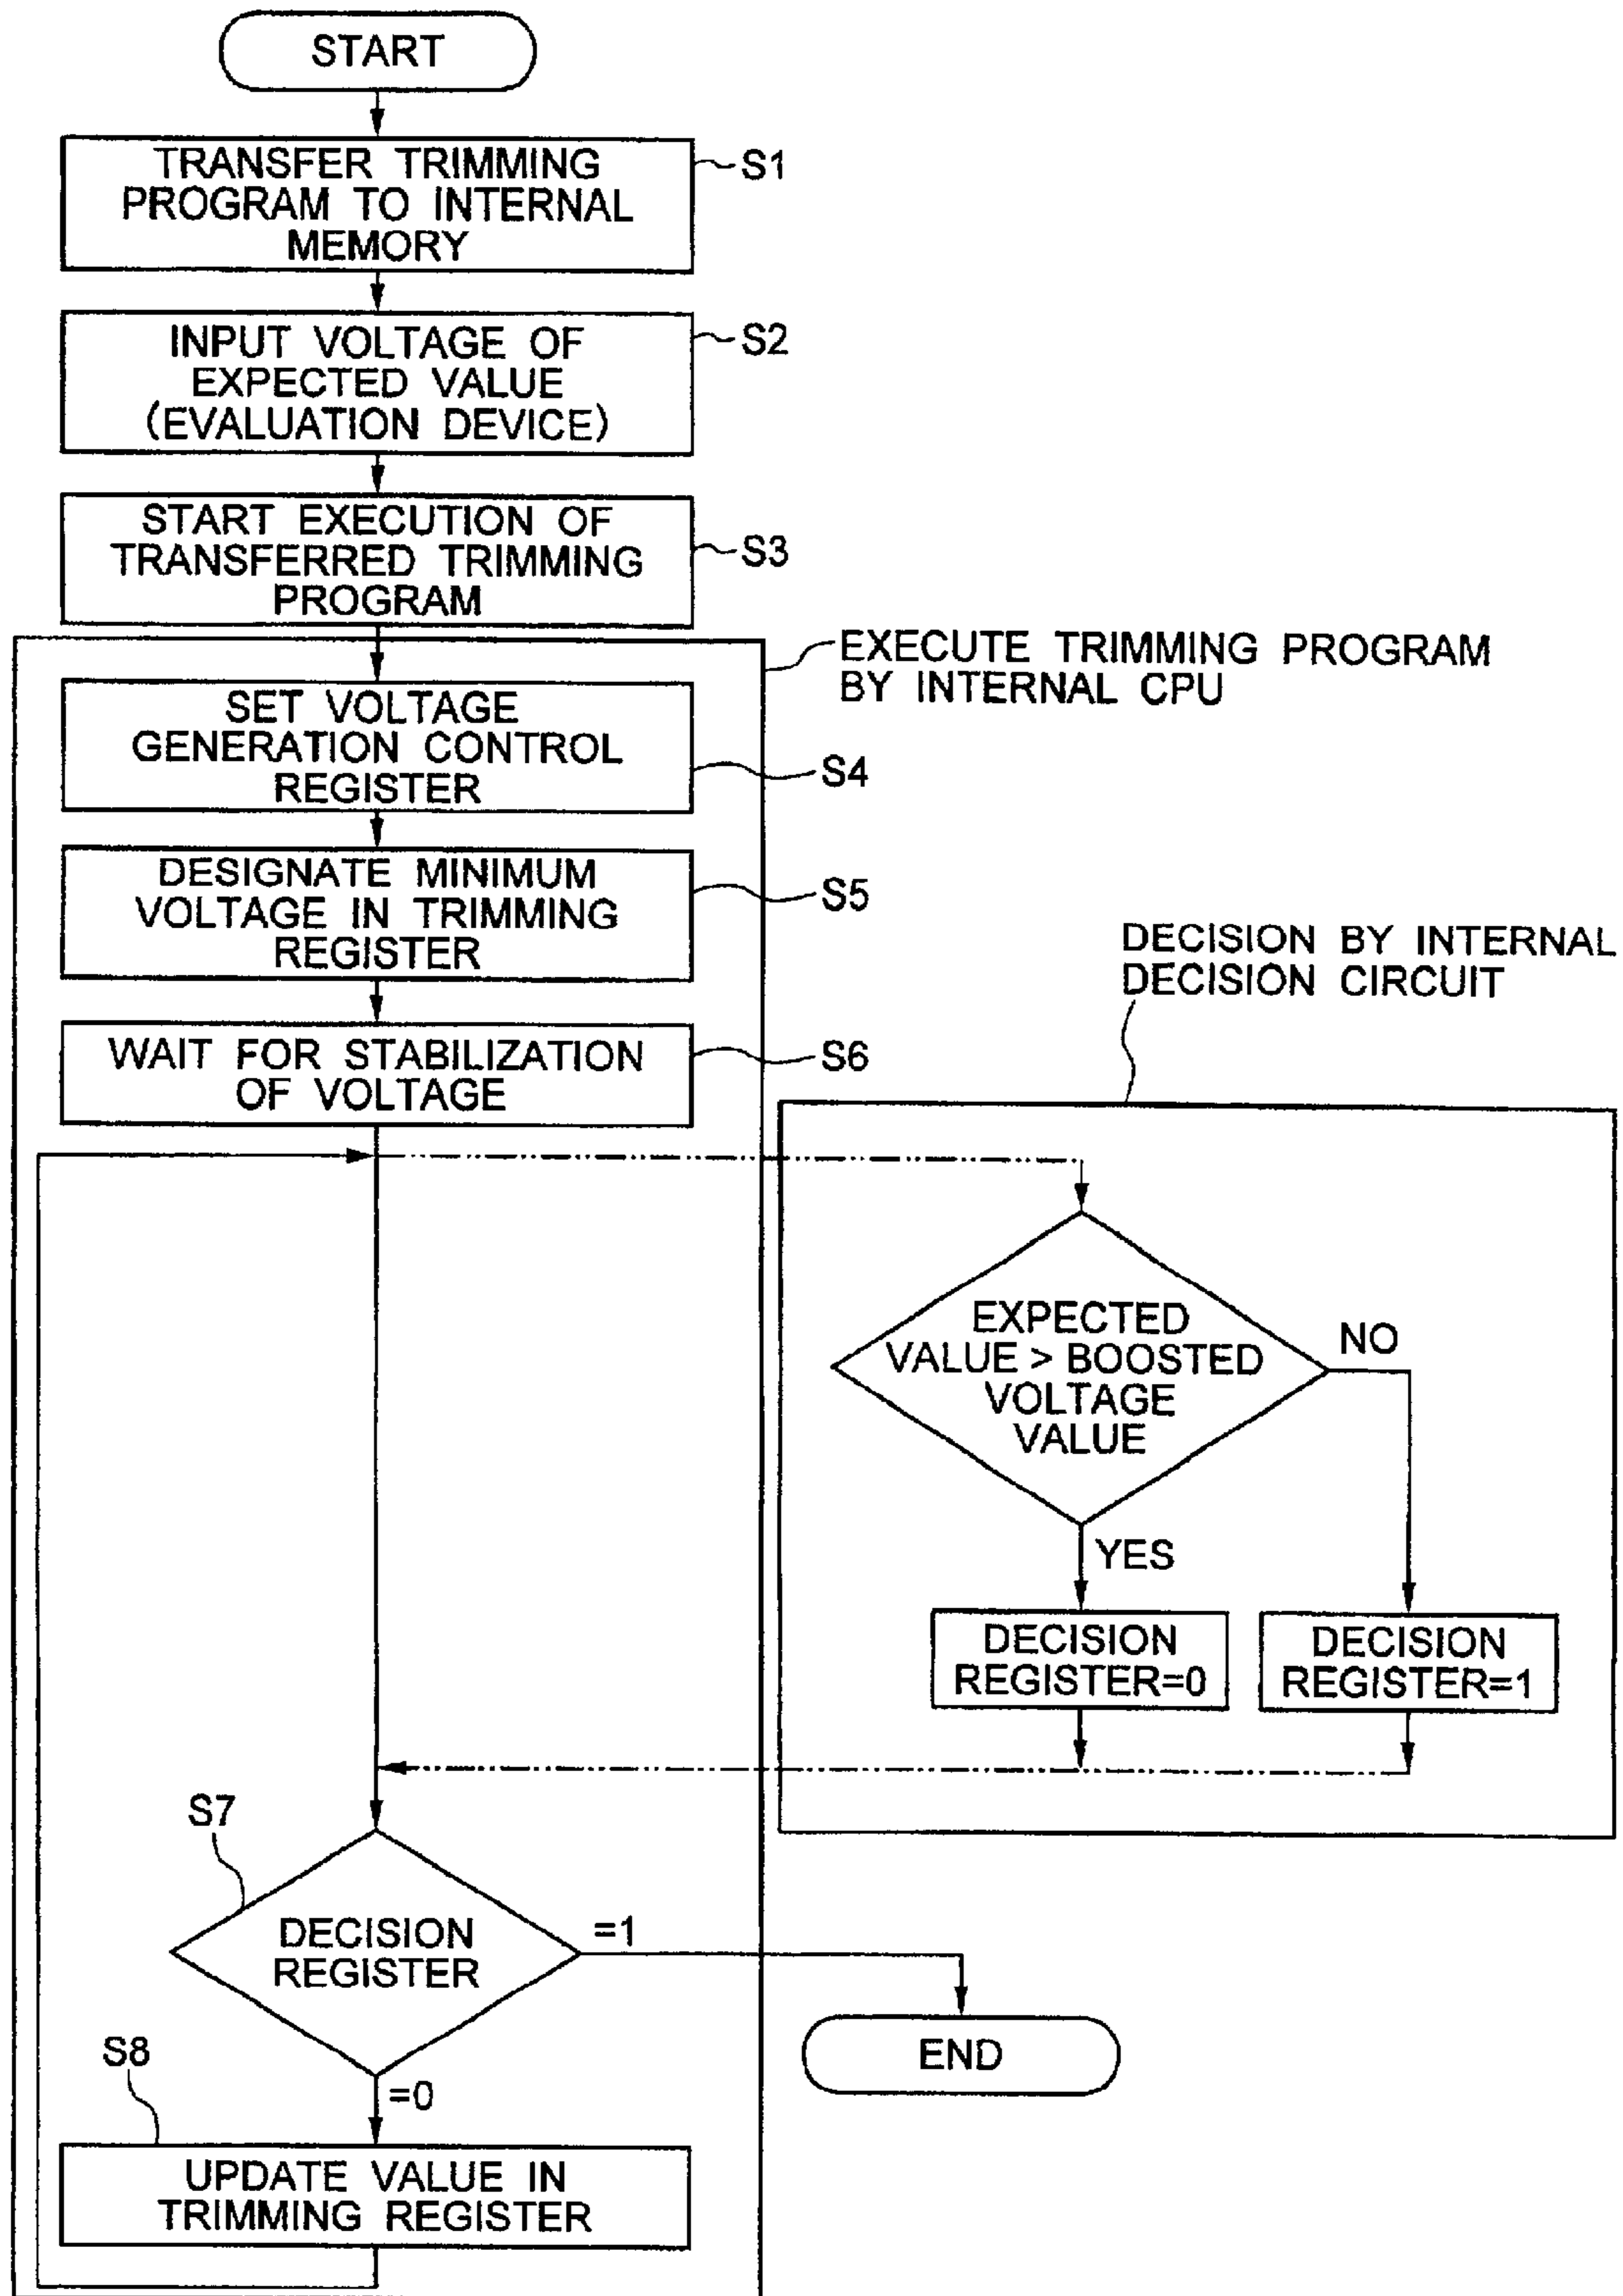 START
TRANSFER TRIMMING
PROGRAM TO INTERNAL
MEMORY
S1
INPUT VOLTAGE OF
EXPECTED VALUE
(EVALUATION DEVICE)
S2
START EXECUTION OF
TRANSFERRED TRIMMING
PROGRAM
S3
EXECUTE TRIMMING PROGRAM
BY INTERNAL CPU
SET VOLTAGE
GENERATION CONTROL
REGISTER
S4
DESIGNATE MINIMUM
VOLTAGE IN TRIMMING
REGISTER
S5
WAIT FOR STABILIZATION
OF VOLTAGE
S6
DECISION BY INTERNAL
DECISION CIRCUIT
EXPECTED
VALUE > BOOSTED
VOLTAGE
VALUE
NO
YES
DECISION
REGISTER=0
DECISION
REGISTER=1
S7
DECISION
REGISTER
=1
END
=0
S8
UPDATE VALUE IN
TRIMMING REGISTER